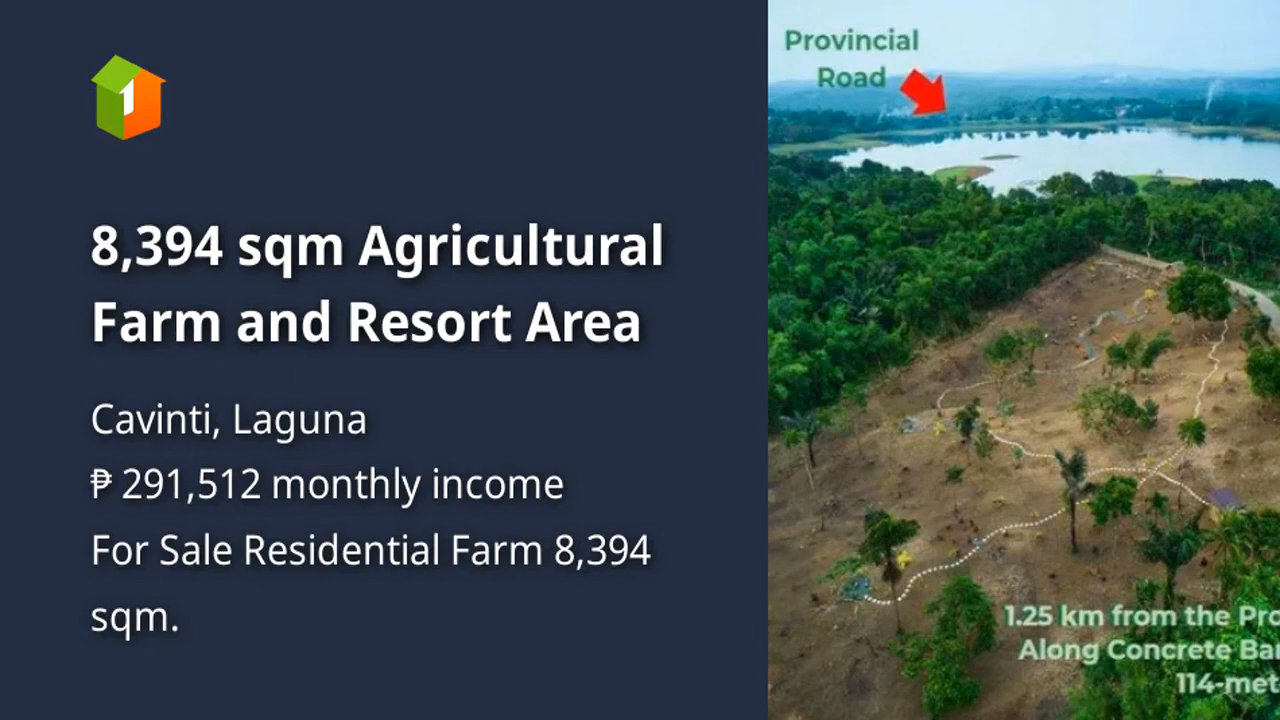 8,394 sqm Agricultural
Farm and Resort Area
Cavinti, Laguna
₱ 291,512 monthly income
For Sale Residential Farm 8,394
sqm.
Provincial
Road
1.25 km from the
Along Concrete